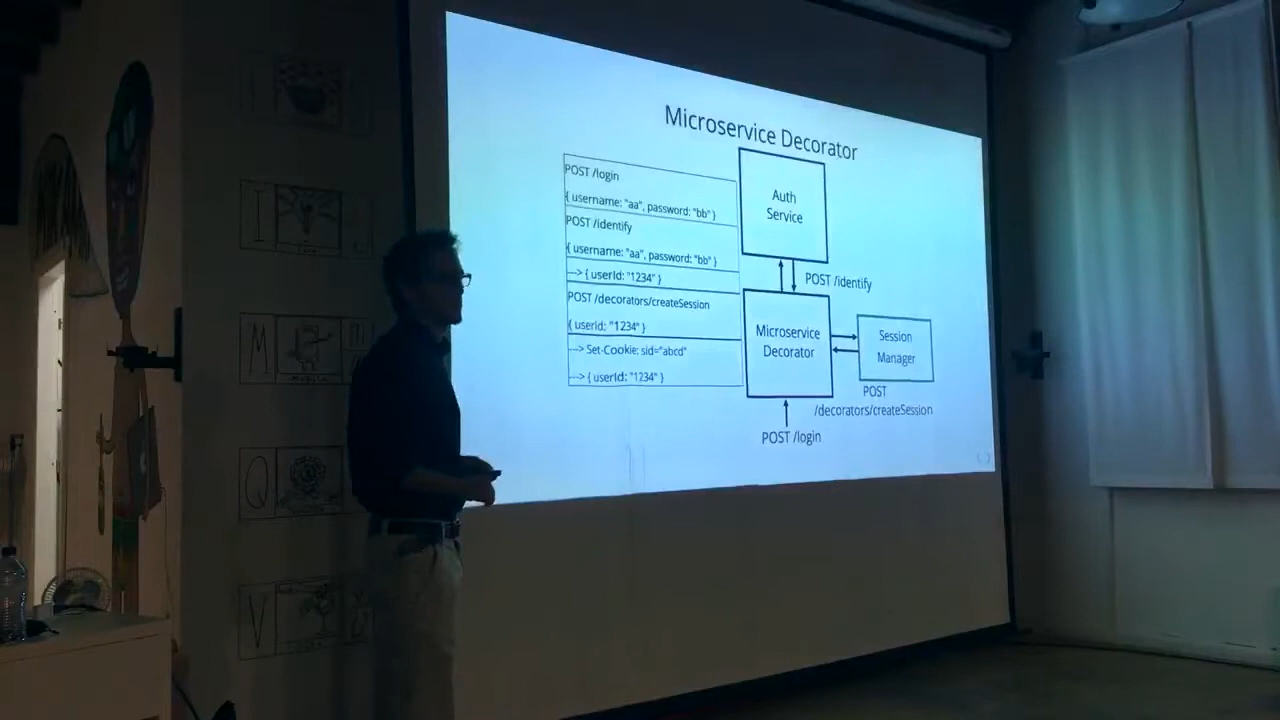 Microservice Decorator
POST /login
{ username: "aa", password: "bb" }
POST /identify
{ username: "aa", password: "bb" }
---> { userId: "1234" }
POST /decorators/createSession
{ userid: "1234" }
---> Set-Cookie: sid="abcd"
---> { userId: "1234" }
Auth
Service
POST /identify
Microservice
Decorator
Session
Manager
POST
/decorators/createSession
POST /login
I
M
Q
V